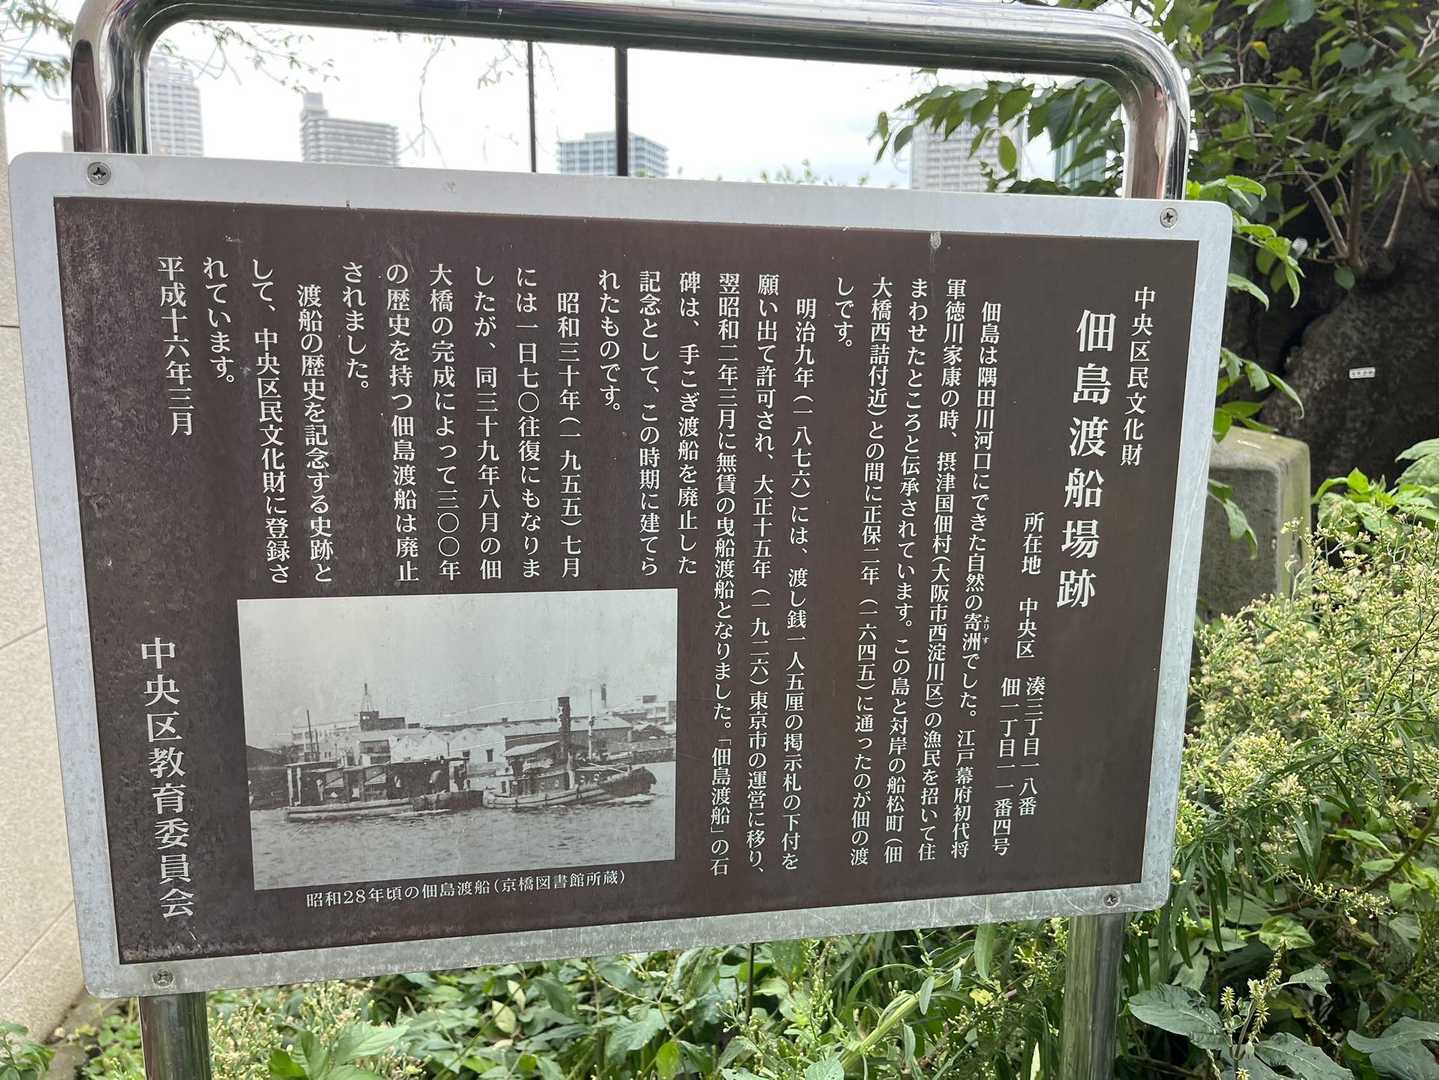 中央区民文化財
佃島渡船場跡
所在地　中央区　湊三丁目一八番
佃一丁目一一番四号
佃島は隅田川河口にできた自然の寄洲でした。江戸幕府初代将
よりす
軍徳川家康の時、摂津国佃村(大阪市西淀川区)の漁民を招いて住
まわせたところと伝承されています。この島と対岸の船松町(佃
大橋西詰付近)との間に正保二年(一六四五)に通ったのが佃の渡
しです。
明治九年(一八七六)には、渡し銭一人五厘の掲示札の下付を
願い出て許可され、大正十五年(一九二六)東京市の運営に移り、
翌昭和二年三月に無賃の曳船渡船となりました。「佃島渡船」の石
碑は、手こぎ渡船を廃止した
記念として、この時期に建てら
れたものです。
昭和三十年(一九五五)七月
には一日七〇往復にもなりま
したが、同三十九年八月の佃
大橋の完成によって三〇〇年
の歴史を持つ佃島渡船は廃止
されました。
渡船の歴史を記念する史跡と
して、中央区民文化財に登録さ
れています。
平成十六年三月
中央区教育委員会
昭和28年頃の佃島渡船(京橋図書館所蔵)